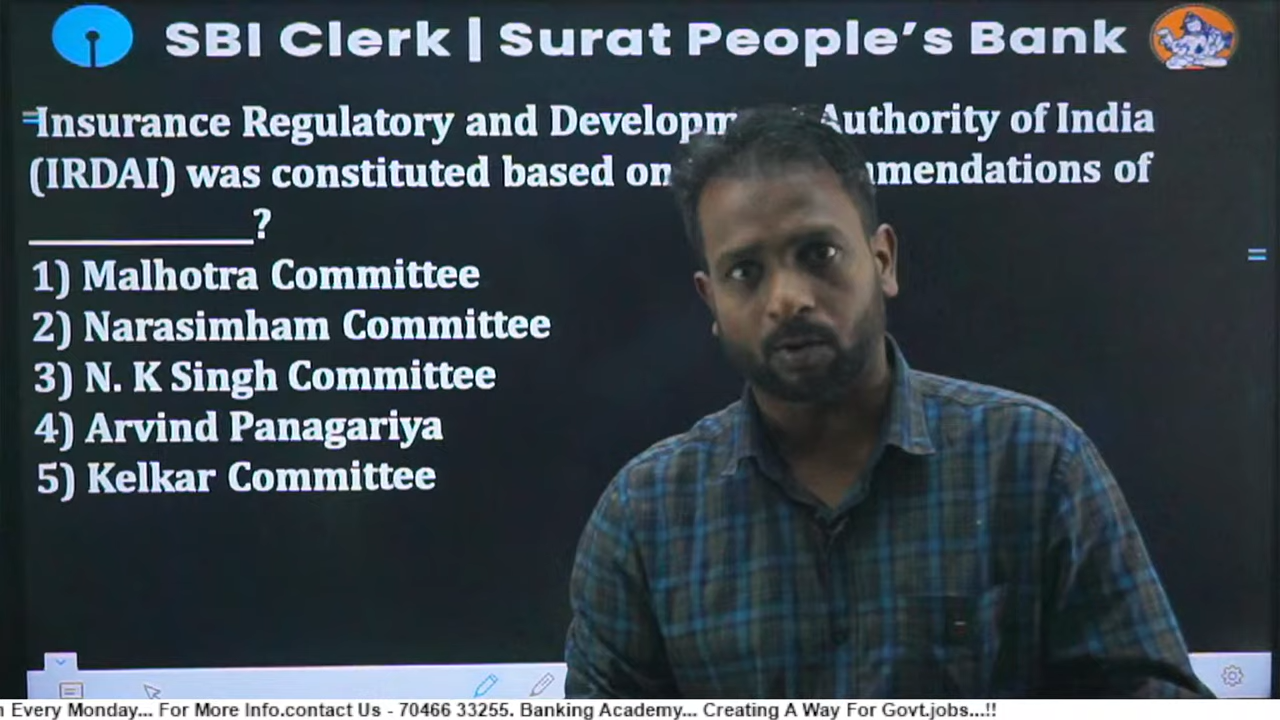 SBI Clerk | Surat People's Bank
Insurance Regulatory and Authority of India
(IRDAI) was constituted based on of
____________?
1) Malhotra Committee
2) Narasimham Committee
3) N. K Singh Committee
4) Arvind Panagariya
5) Kelkar Committee
Every Monday... For More Info.contact Us - 70466 33255. Banking Academy... Creating A Way For Govt.jobs...!!